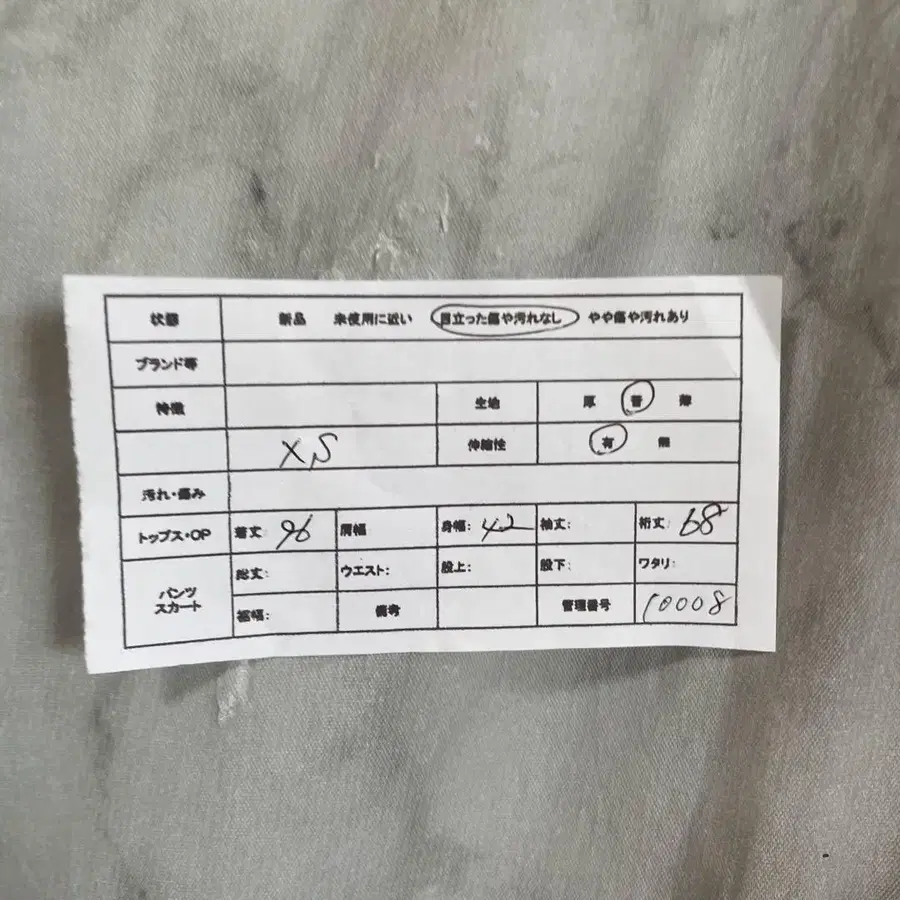 状態 新品 未使用に近い 目立った傷や汚れなし やや傷や汚れあり
ブランド等
特徴 生地 厚 普 薄
XS 伸縮性 有 無
汚れ・傷み
トップス・OP 着丈: 96 肩幅 身幅: 42 袖丈: 裄丈: 68
パンツ スカート 総丈: ウエスト: 股上: 股下: ワタリ:
裾幅: 備考 管理番号 10008